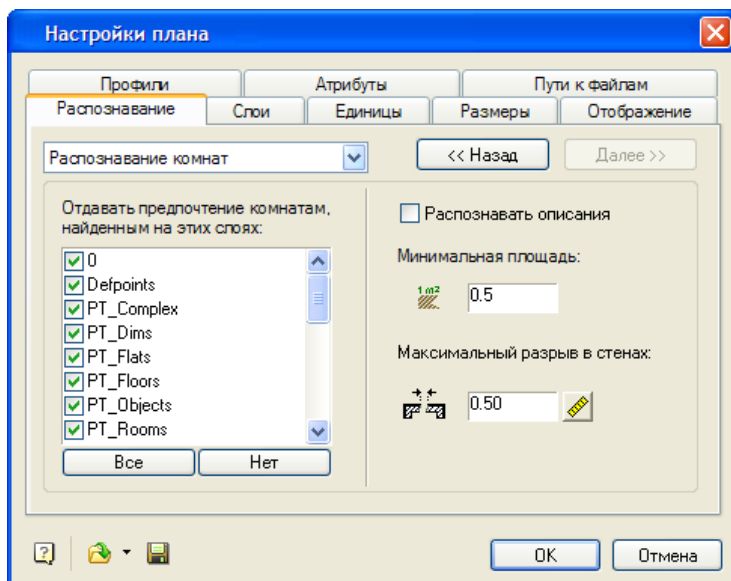 Настройки плана
Профили
Атрибуты
Пути к файлам
Распознавание
Слои
Единицы
Размеры
Отображение
Распознавание комнат
<< Назад
Далее >>
Отдавать предпочтение комнатам,
найденным на этих слоях:
0
Defpoints
PT_Complex
PT_Dims
PT_Flats
PT_Floors
PT_Objects
PT_Rooms
Все
Нет
Распознавать описания
Минимальная площадь:
1 m²
0.5
Максимальный разрыв в стенах:
0.50
?
OK
Отмена